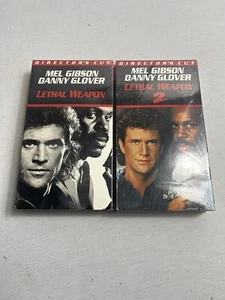 DIRECTOR'S CUT
MEL GIBSON
DANNY GLOVER
LETHAL WEAPON
DIRECTOR'S CUT
MEL GIBSON
DANNY GLOVER
LETHAL WEAPON
2